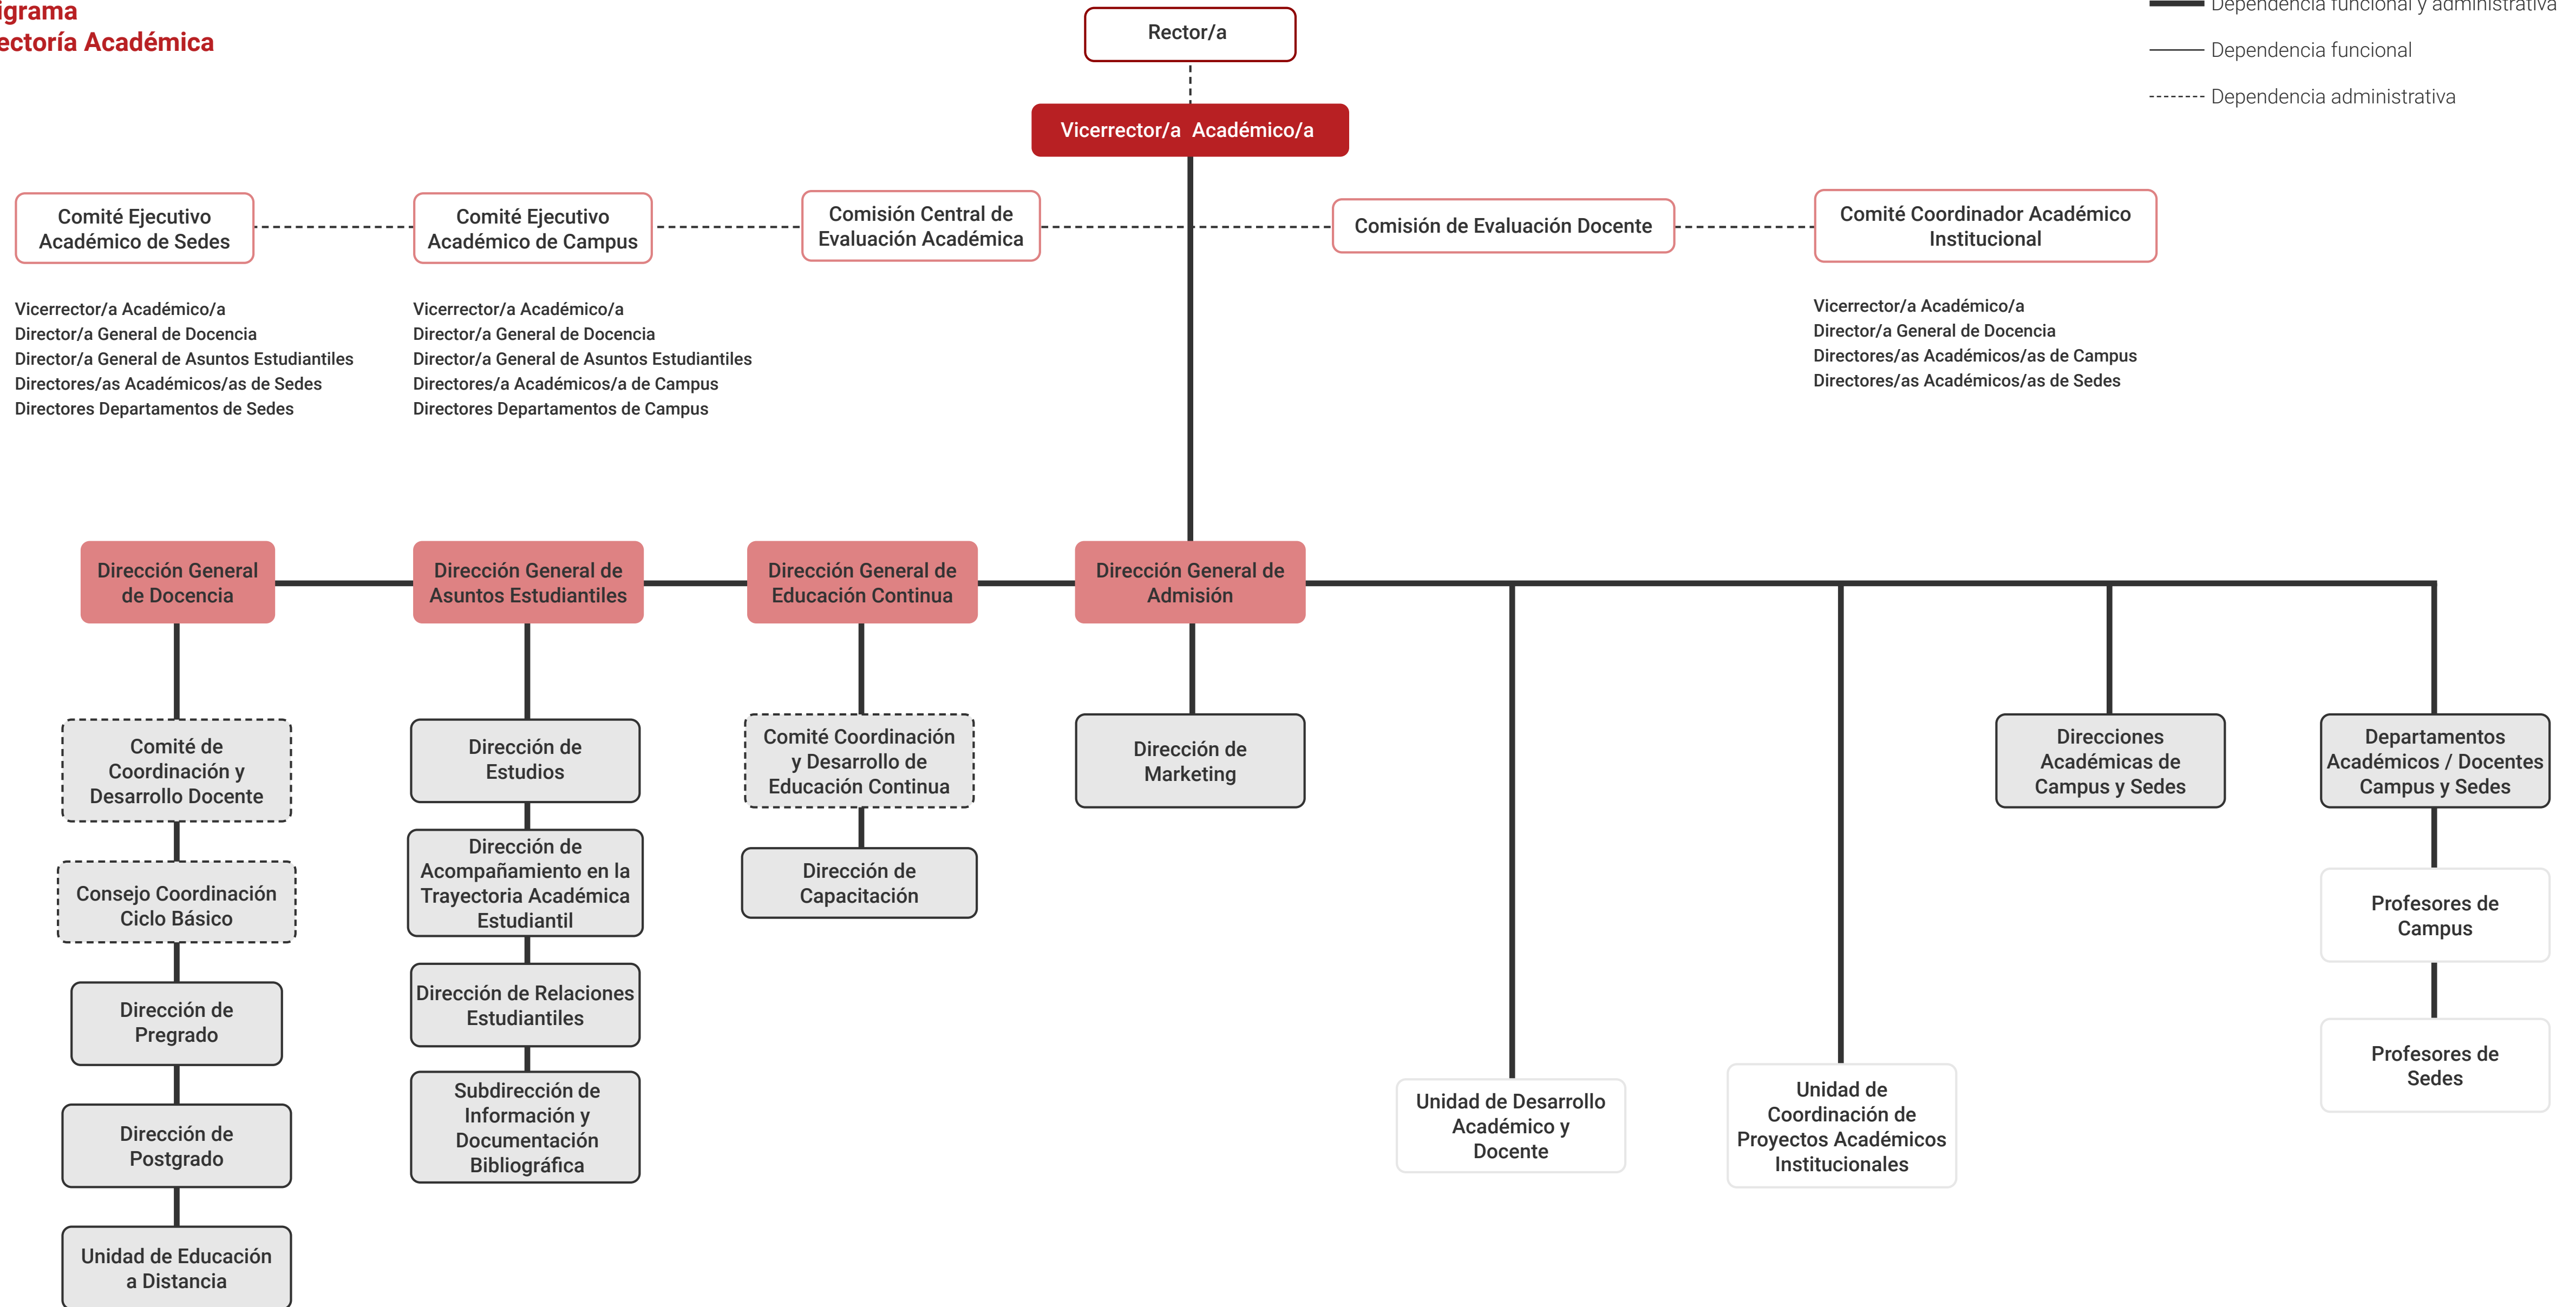 igrama
ectoría Académica
Dependencia funcional y administrativa
Dependencia funcional
Dependencia administrativa
Rector/a
Vicerrector/a Académico/a
Comité Ejecutivo
Académico de Sedes
Comité Ejecutivo
Académico de Campus
Comisión Central de
Evaluación Académica
Comisión de Evaluación Docente
Comité Coordinador Académico
Institucional
Vicerrector/a Académico/a
Director/a General de Docencia
Director/a General de Asuntos Estudiantiles
Directores/as Académicos/as de Sedes
Directores Departamentos de Sedes
Vicerrector/a Académico/a
Director/a General de Docencia
Director/a General de Asuntos Estudiantiles
Directores/a Académicos/a de Campus
Directores Departamentos de Campus
Vicerrector/a Académico/a
Director/a General de Docencia
Directores/as Académicos/as de Campus
Directores/as Académicos/as de Sedes
Dirección General
de Docencia
Dirección General de
Asuntos Estudiantiles
Dirección General de
Educación Continua
Dirección General de
Admisión
Comité de
Coordinación y
Desarrollo Docente
Consejo Coordinación
Ciclo Básico
Dirección de
Pregrado
Dirección de
Postgrado
Unidad de Educación
a Distancia
Dirección de
Estudios
Dirección de
Acompañamiento en la
Trayectoria Académica
Estudiantil
Dirección de Relaciones
Estudiantiles
Subdirección de
Información y
Documentación
Bibliográfica
Comité Coordinación
y Desarrollo de
Educación Continua
Dirección de
Capacitación
Dirección de
Marketing
Unidad de Desarrollo
Académico y
Docente
Unidad de
Coordinación de
Proyectos Académicos
Institucionales
Direcciones
Académicas de
Campus y Sedes
Departamentos
Académicos / Docentes
Campus y Sedes
Profesores de
Campus
Profesores de
Sedes